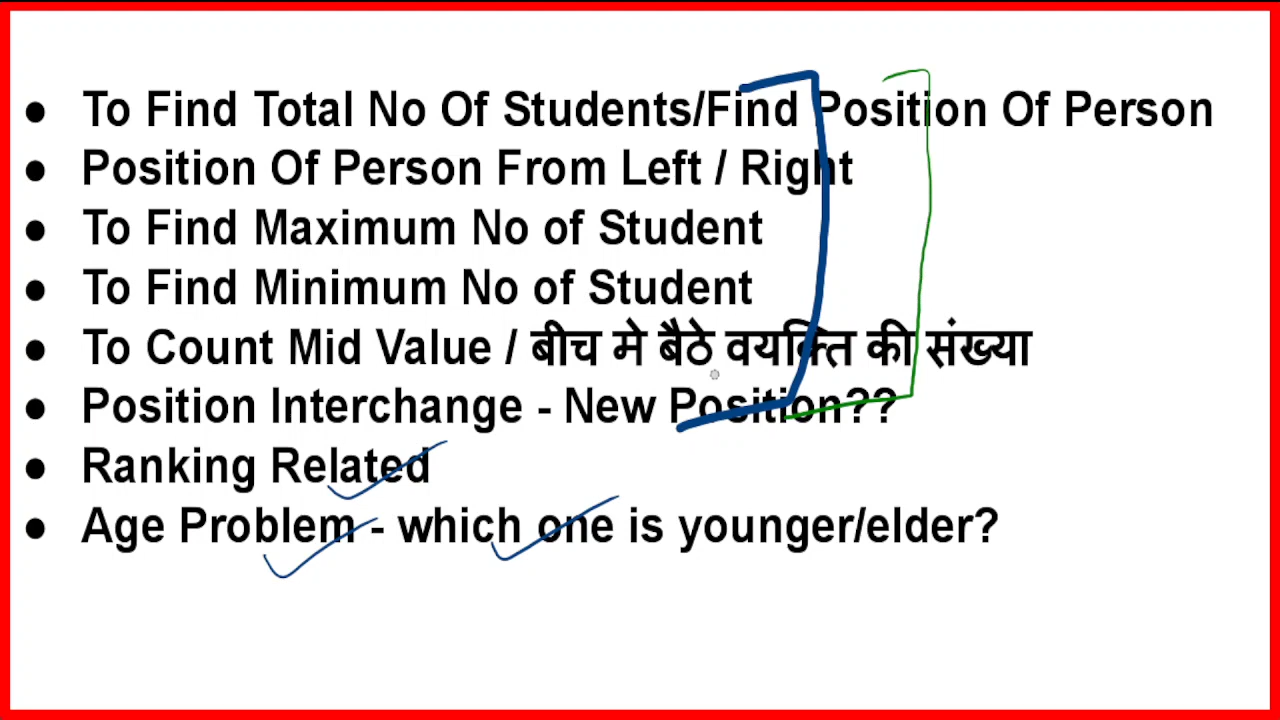 ● To Find Total No Of Students/Find Position Of Person
● Position Of Person From Left / Right
● To Find Maximum No of Student
● To Find Minimum No of Student
● To Count Mid Value / बीच मे बैठे वयक्ति की संख्या
● Position Interchange - New Position??
● Ranking Related
● Age Problem - which one is younger/elder?